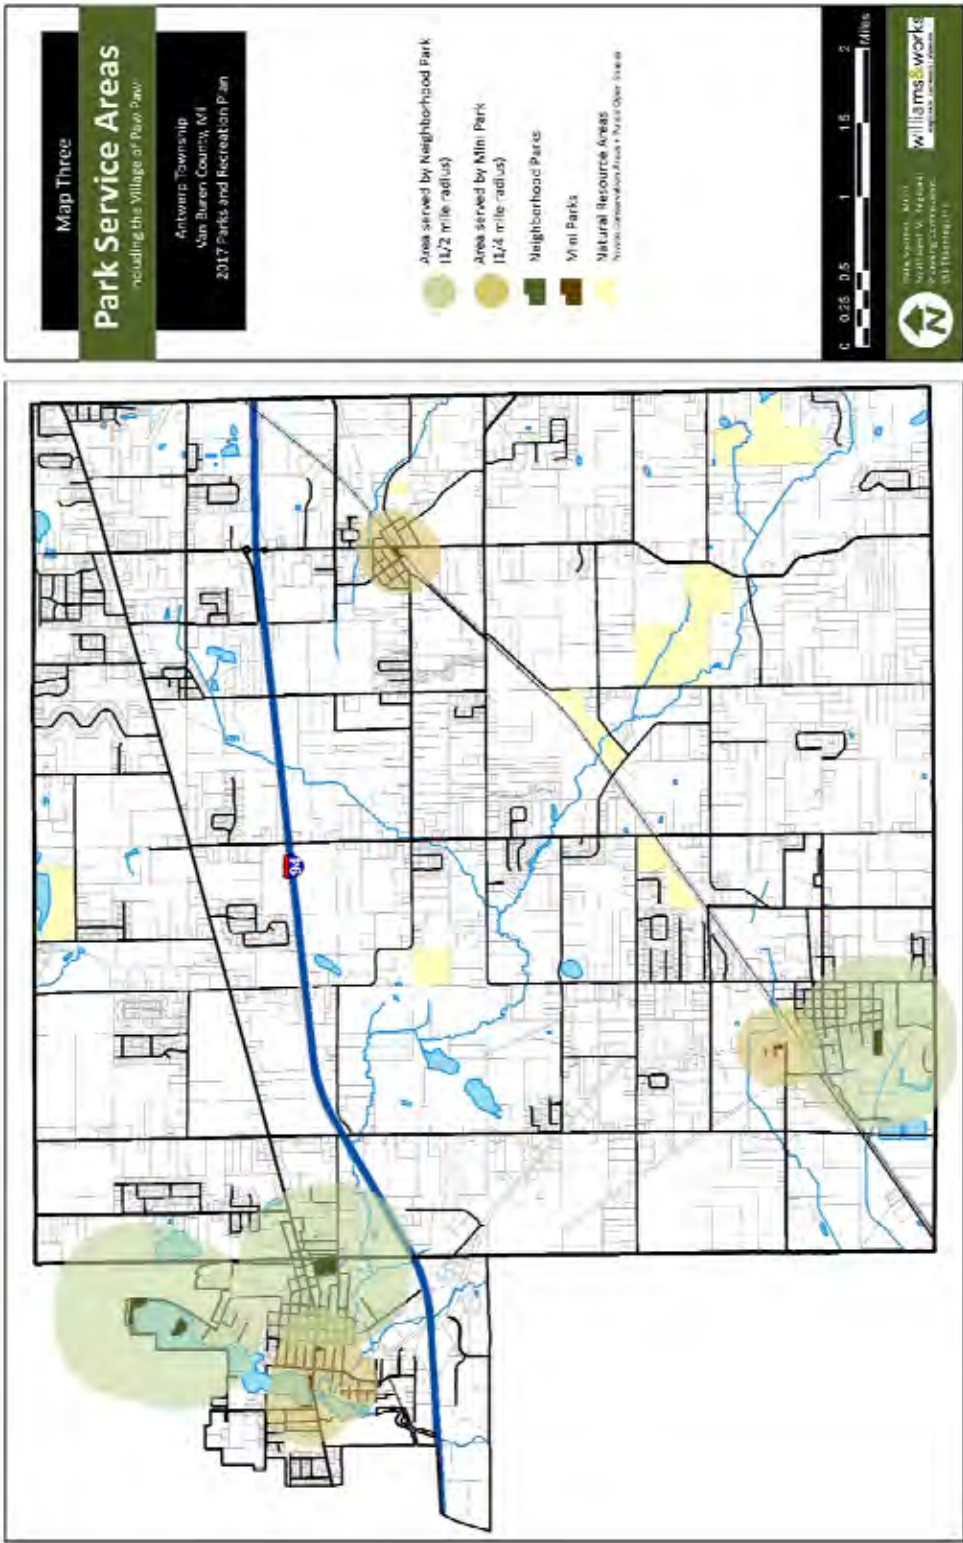 Map Three
Park Service Areas
ncluding the Village of Paw Paw
Antwerp Township
Van Buren County, MI
2017 Parks and Recreation Plan
Area served by Neighborhood Park
(1/2 mile radius)
Area served by Mini Park
(1/4 mile radius)
Neighborhood Parks
Mini Parks
Natural Resource Areas
0 0.25 0.5 1 1.5 2
Miles
N
williams&works
94